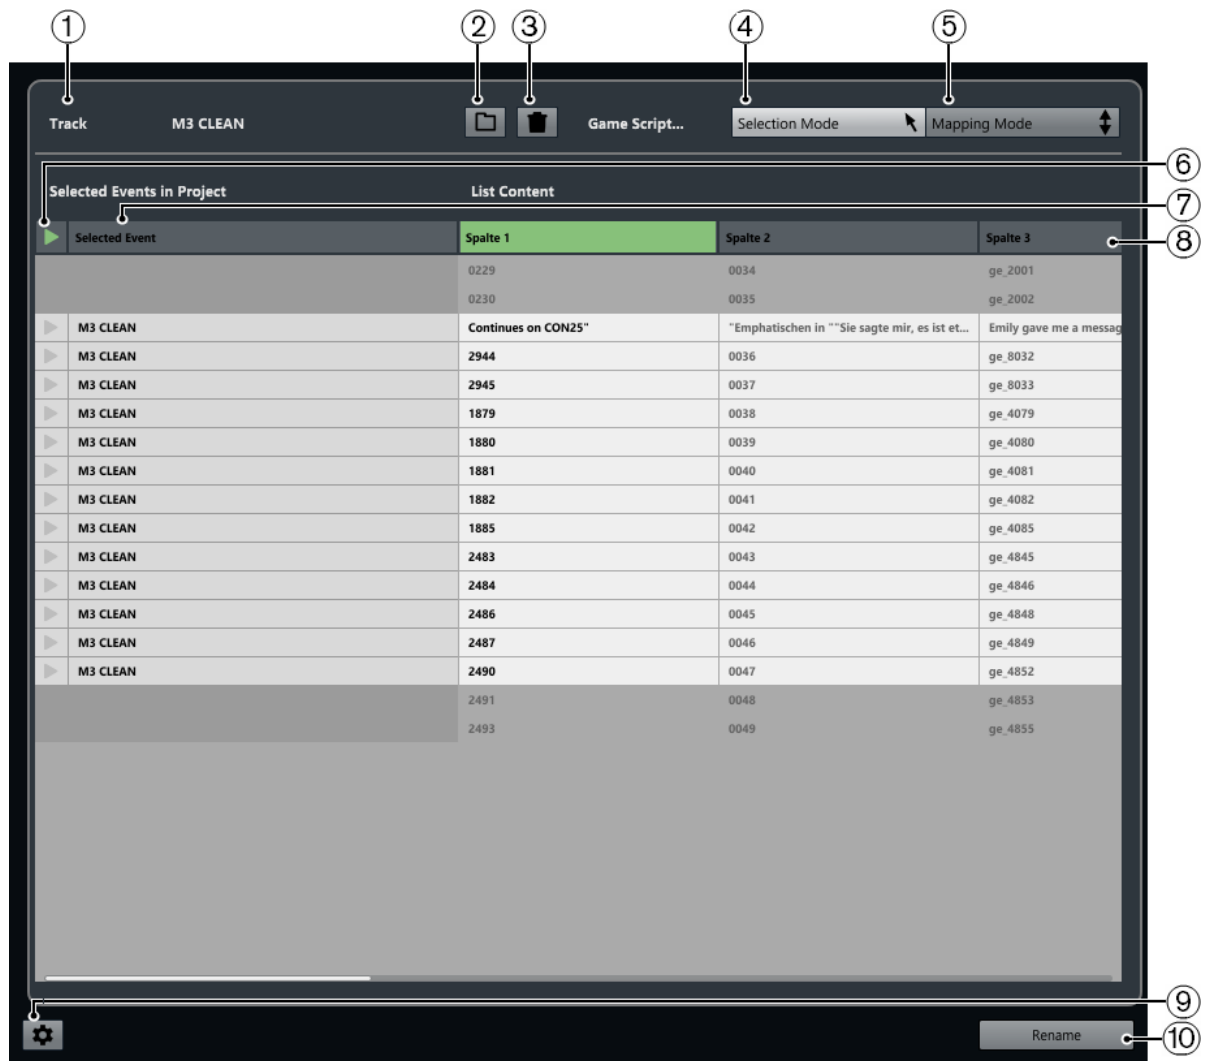 ① ② ③ ④ ⑤
Track M3 CLEAN Game Script... Selection Mode Mapping Mode
⑥
Selected Events in Project List Content
⑦
Selected Event Spalte 1 Spalte 2 Spalte 3
⑧
0229 0034 ge_2001
0230 0035 ge_2002
M3 CLEAN Continues on CON25" "Emphatischen in ""Sie sagte mir, es ist et... Emily gave me a messag
M3 CLEAN 2944 0036 ge_8032
M3 CLEAN 2945 0037 ge_8033
M3 CLEAN 1879 0038 ge_4079
M3 CLEAN 1880 0039 ge_4080
M3 CLEAN 1881 0040 ge_4081
M3 CLEAN 1882 0041 ge_4082
M3 CLEAN 1885 0042 ge_4085
M3 CLEAN 2483 0043 ge_4845
M3 CLEAN 2484 0044 ge_4846
M3 CLEAN 2486 0045 ge_4848
M3 CLEAN 2487 0046 ge_4849
M3 CLEAN 2490 0047 ge_4852
2491 0048 ge_4853
2493 0049 ge_4855
⑨
Rename
⑩